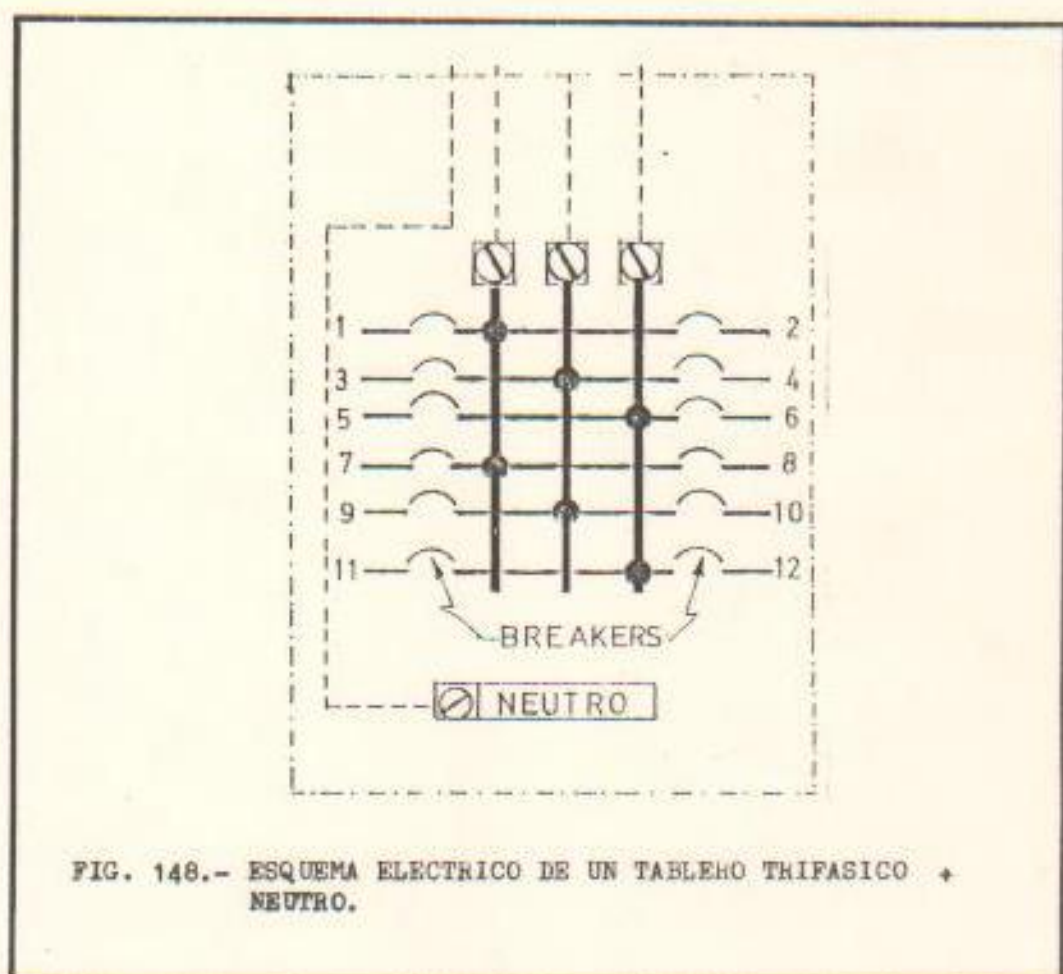 1 2
3 4
5 6
7 8
9 10
11 12
BREAKERS
NEUTRO
FIG. 148.- ESQUEMA ELECTRICO DE UN TABLERO TRIFASICO +
NEUTRO.